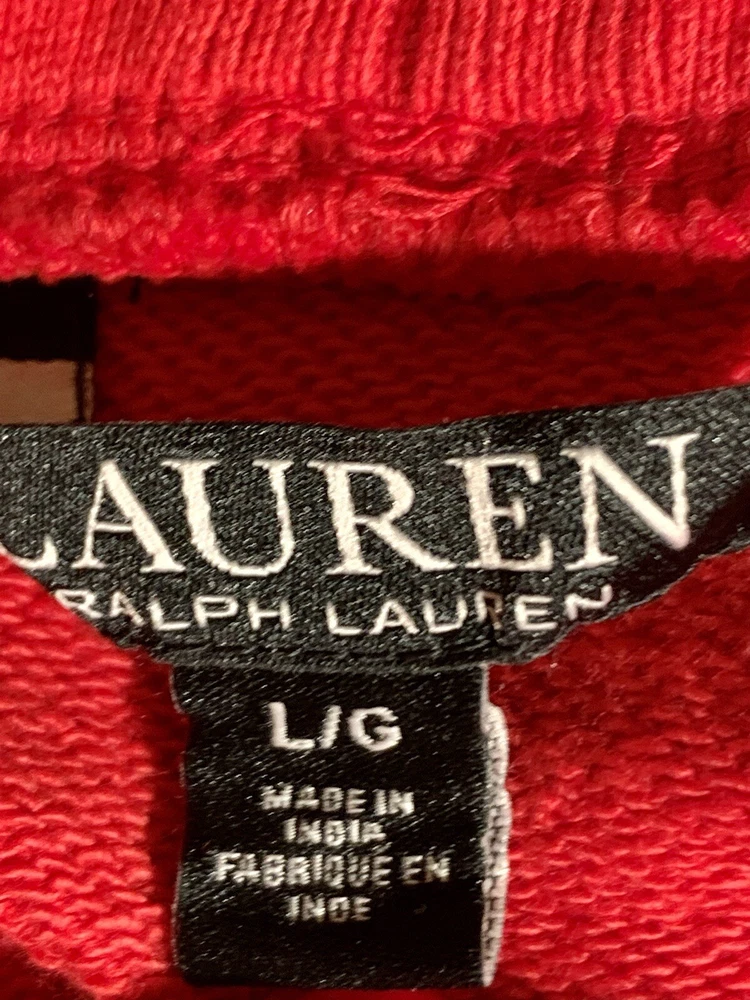 LAUREN
RALPH LAUREN
L/G
MADE IN
INDIA
FABRIQUE EN
INDE